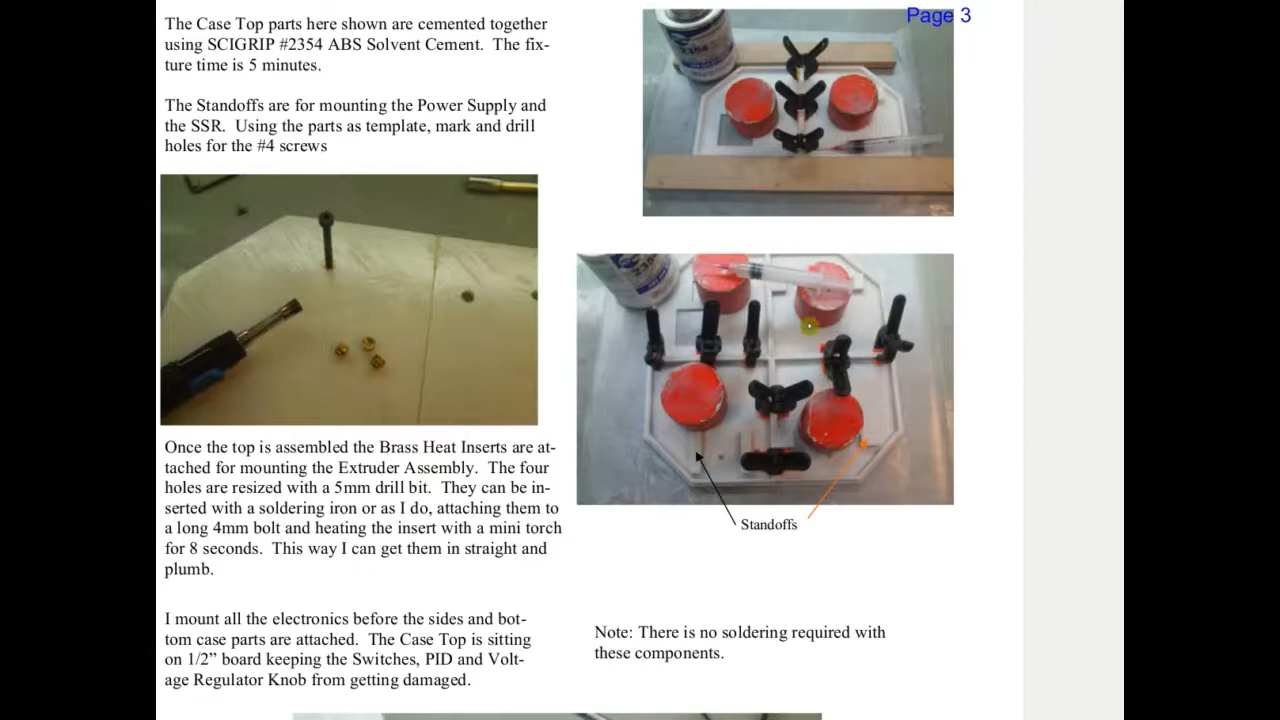 Page 3
The Case Top parts here shown are cemented together
using SCIGRIP #2354 ABS Solvent Cement. The fix-
ture time is 5 minutes.
The Standoffs are for mounting the Power Supply and
the SSR. Using the parts as template, mark and drill
holes for the #4 screws
2354
235
Once the top is assembled the Brass Heat Inserts are at-
tached for mounting the Extruder Assembly. The four
holes are resized with a 5mm drill bit. They can be in-
serted with a soldering iron or as I do, attaching them to
a long 4mm bolt and heating the insert with a mini torch
for 8 seconds. This way I can get them in straight and
plumb.
Standoffs
I mount all the electronics before the sides and bot-
tom case parts are attached. The Case Top is sitting
on 1/2” board keeping the Switches, PID and Volt-
age Regulator Knob from getting damaged.
Note: There is no soldering required with
these components.